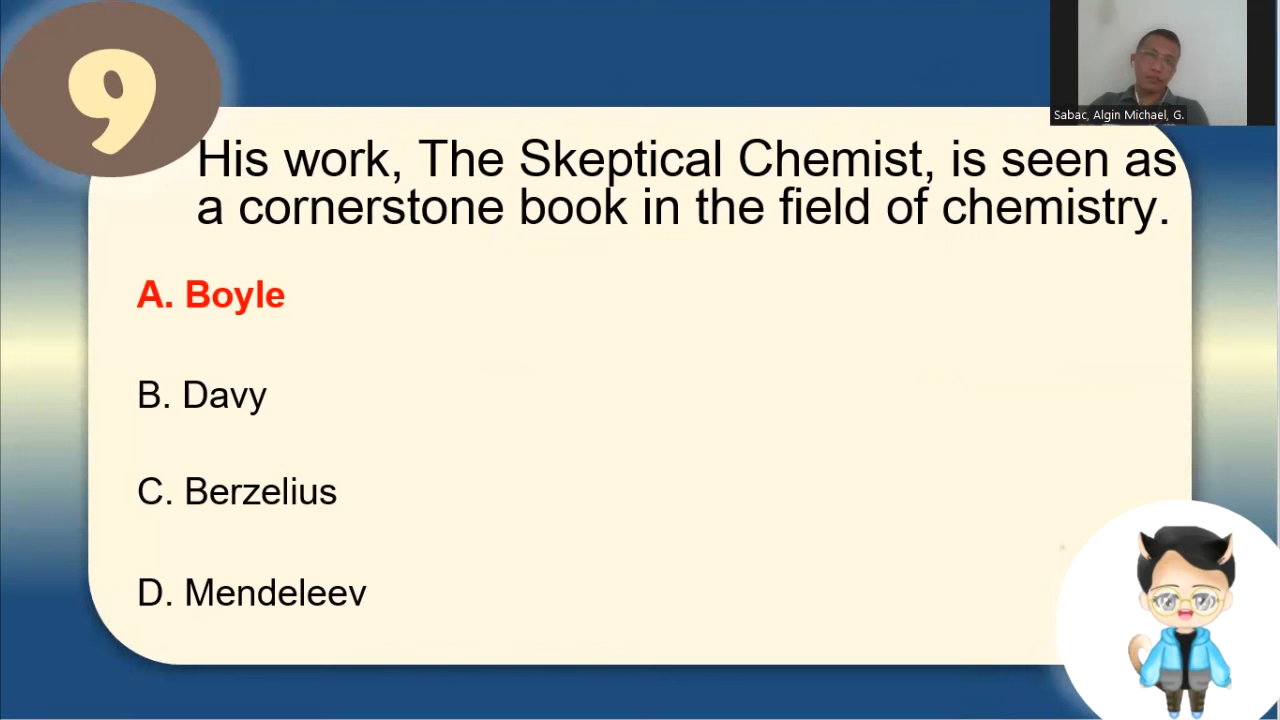 9
Sabac, Algin Michael, G.
His work, The Skeptical Chemist, is seen as
a cornerstone book in the field of chemistry.
A. Boyle
B. Davy
C. Berzelius
D. Mendeleev